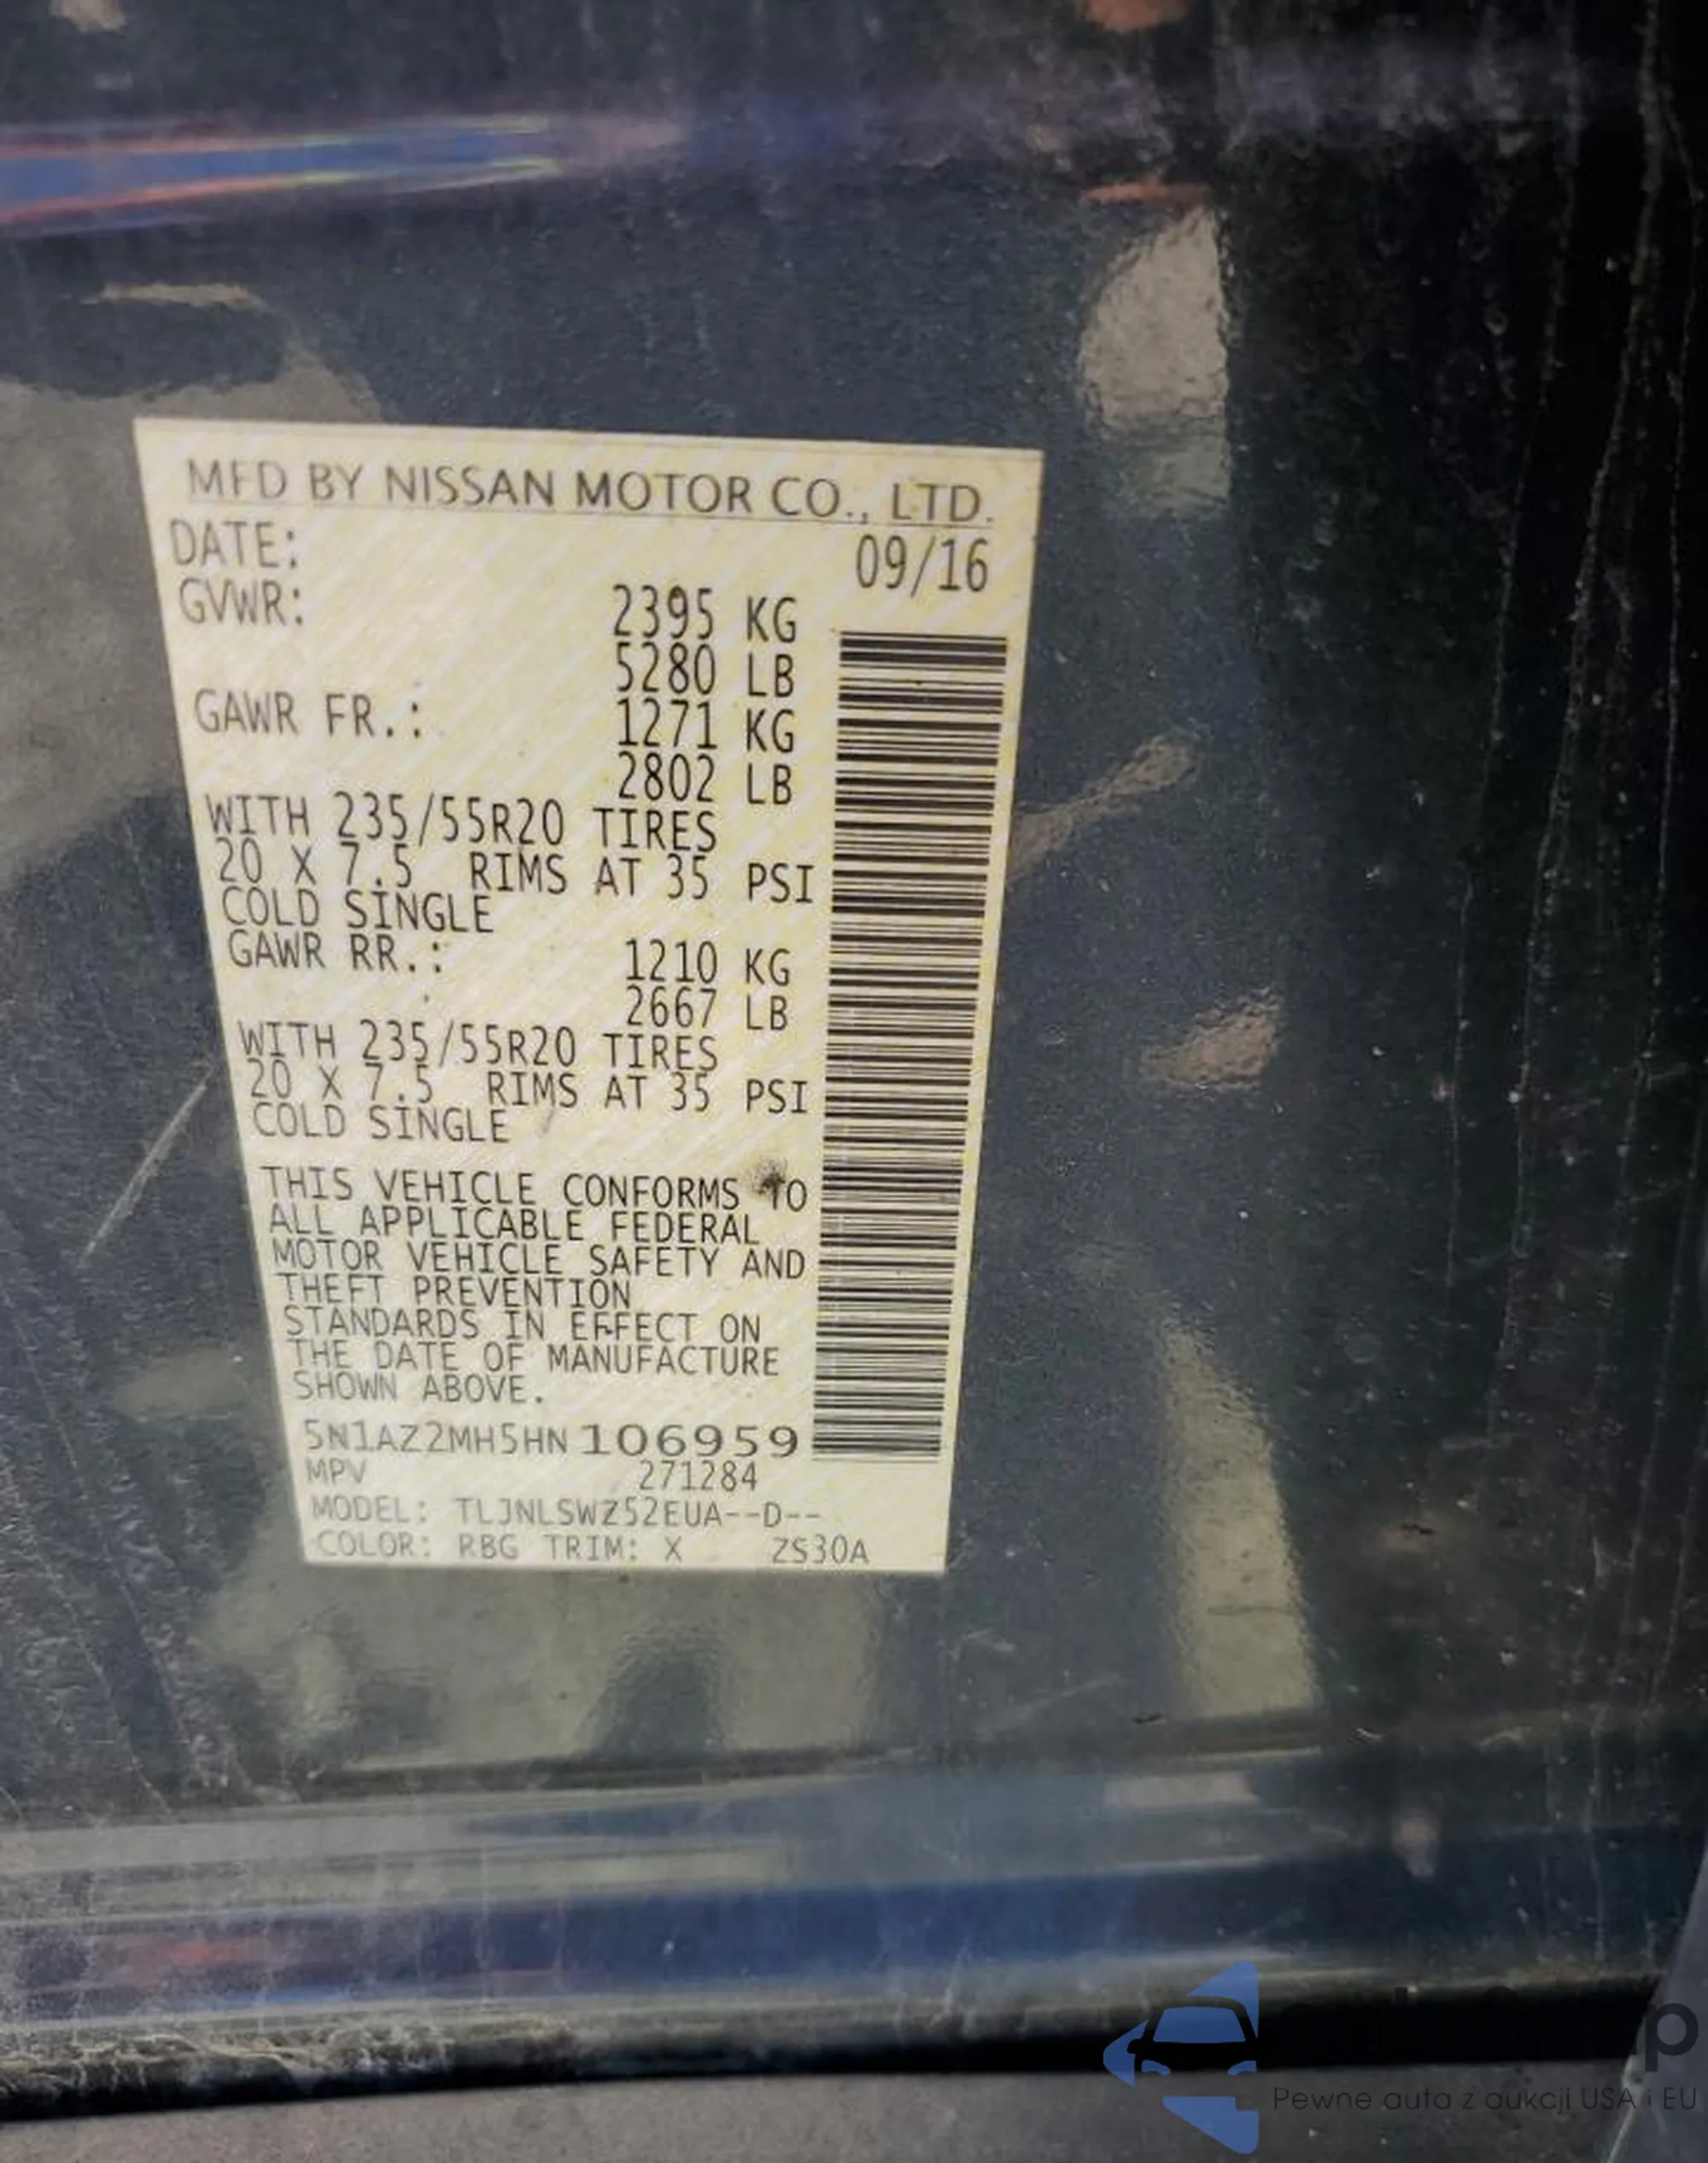 MFD BY NISSAN MOTOR CO., LTD.
DATE: 09/16
GVWR: 2395 KG
5280 LB
GAWR FR.: 1271 KG
2802 LB
WITH 235/55R20 TIRES
20 X 7.5 RIMS AT 35 PSI
COLD SINGLE
GAWR RR.: 1210 KG
2667 LB
WITH 235/55R20 TIRES
20 X 7.5 RIMS AT 35 PSI
COLD SINGLE
THIS VEHICLE CONFORMS TO
ALL APPLICABLE FEDERAL
MOTOR VEHICLE SAFETY AND
THEFT PREVENTION
STANDARDS IN EFFECT ON
THE DATE OF MANUFACTURE
SHOWN ABOVE.
5N1AZ2MH5HN106959
MPV 271284
MODEL: TLJNLSWZ52EUA--D--
COLOR: RBG TRIM: X ZS30A
Pewne auta z aukcji USA i EU